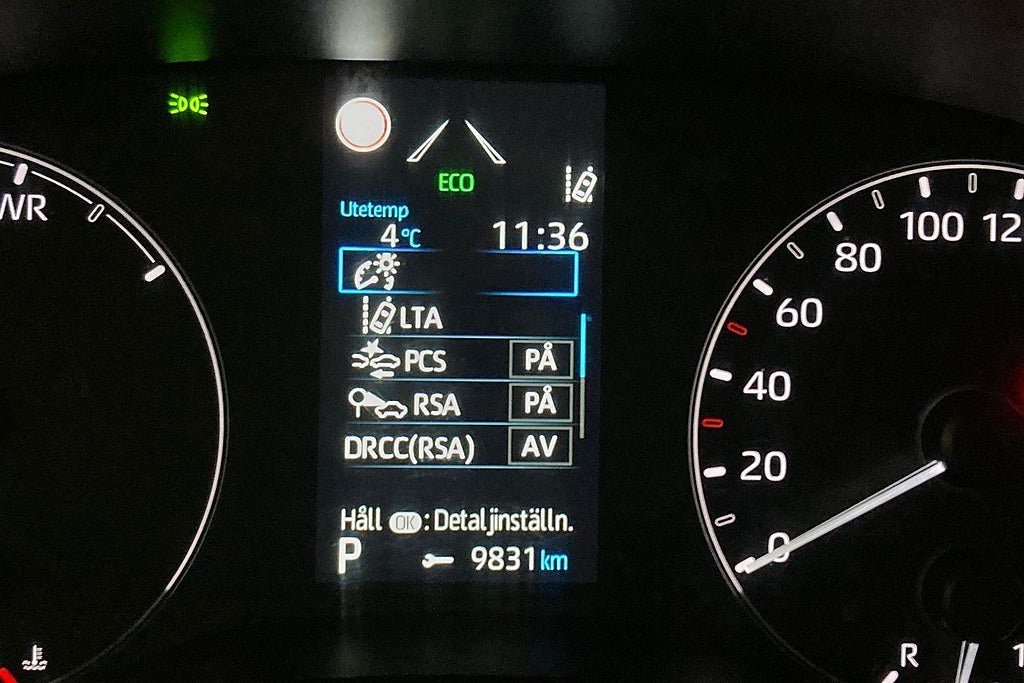 WR
ECO
Utetemp
4°C 11:36
LTA
PCS PÅ
RSA PÅ
DRCC(RSA) AV
Håll OK: Detaljinställn.
P 9831 km
100
80
60
40
20
0
R